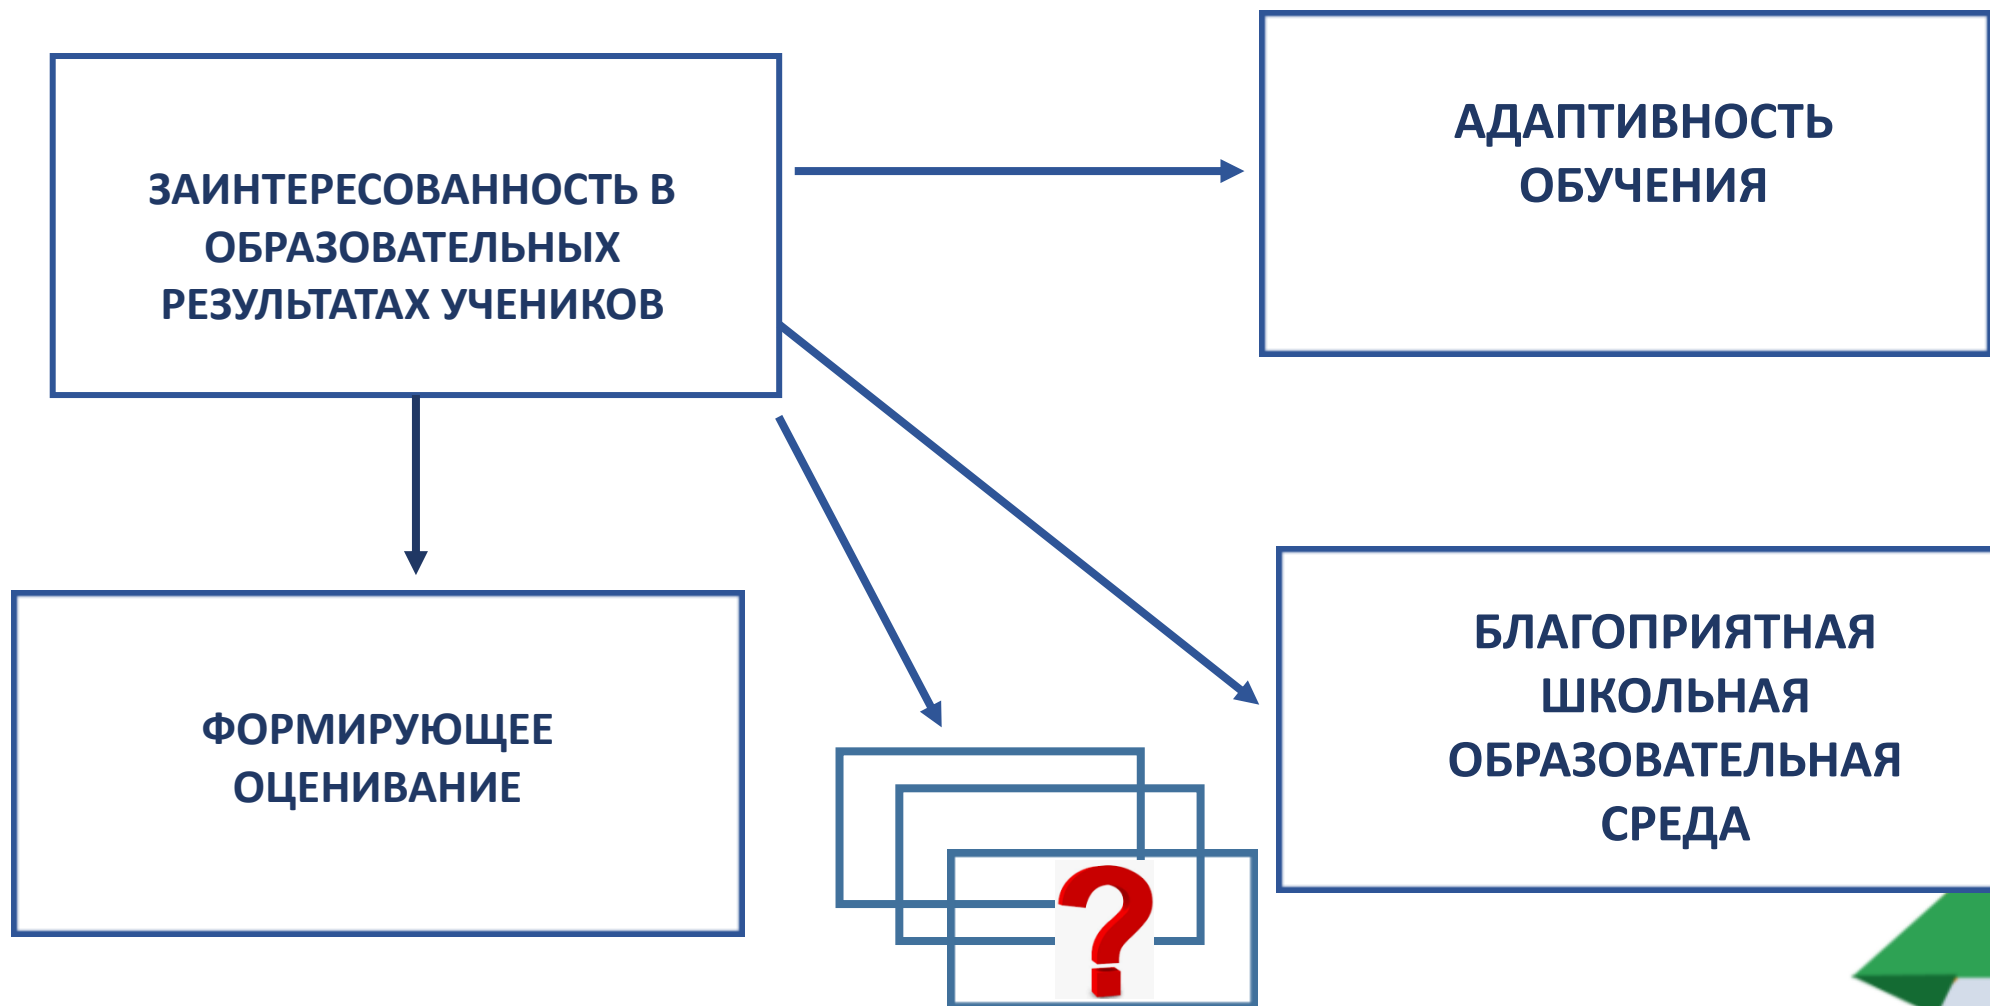 ЗАИНТЕРЕСОВАННОСТЬ В
ОБРАЗОВАТЕЛЬНЫХ
РЕЗУЛЬТАТАХ УЧЕНИКОВ
АДАПТИВНОСТЬ
ОБУЧЕНИЯ
ФОРМИРУЮЩЕЕ
ОЦЕНИВАНИЕ
БЛАГОПРИЯТНАЯ
ШКОЛЬНАЯ
ОБРАЗОВАТЕЛЬНАЯ
СРЕДА
?